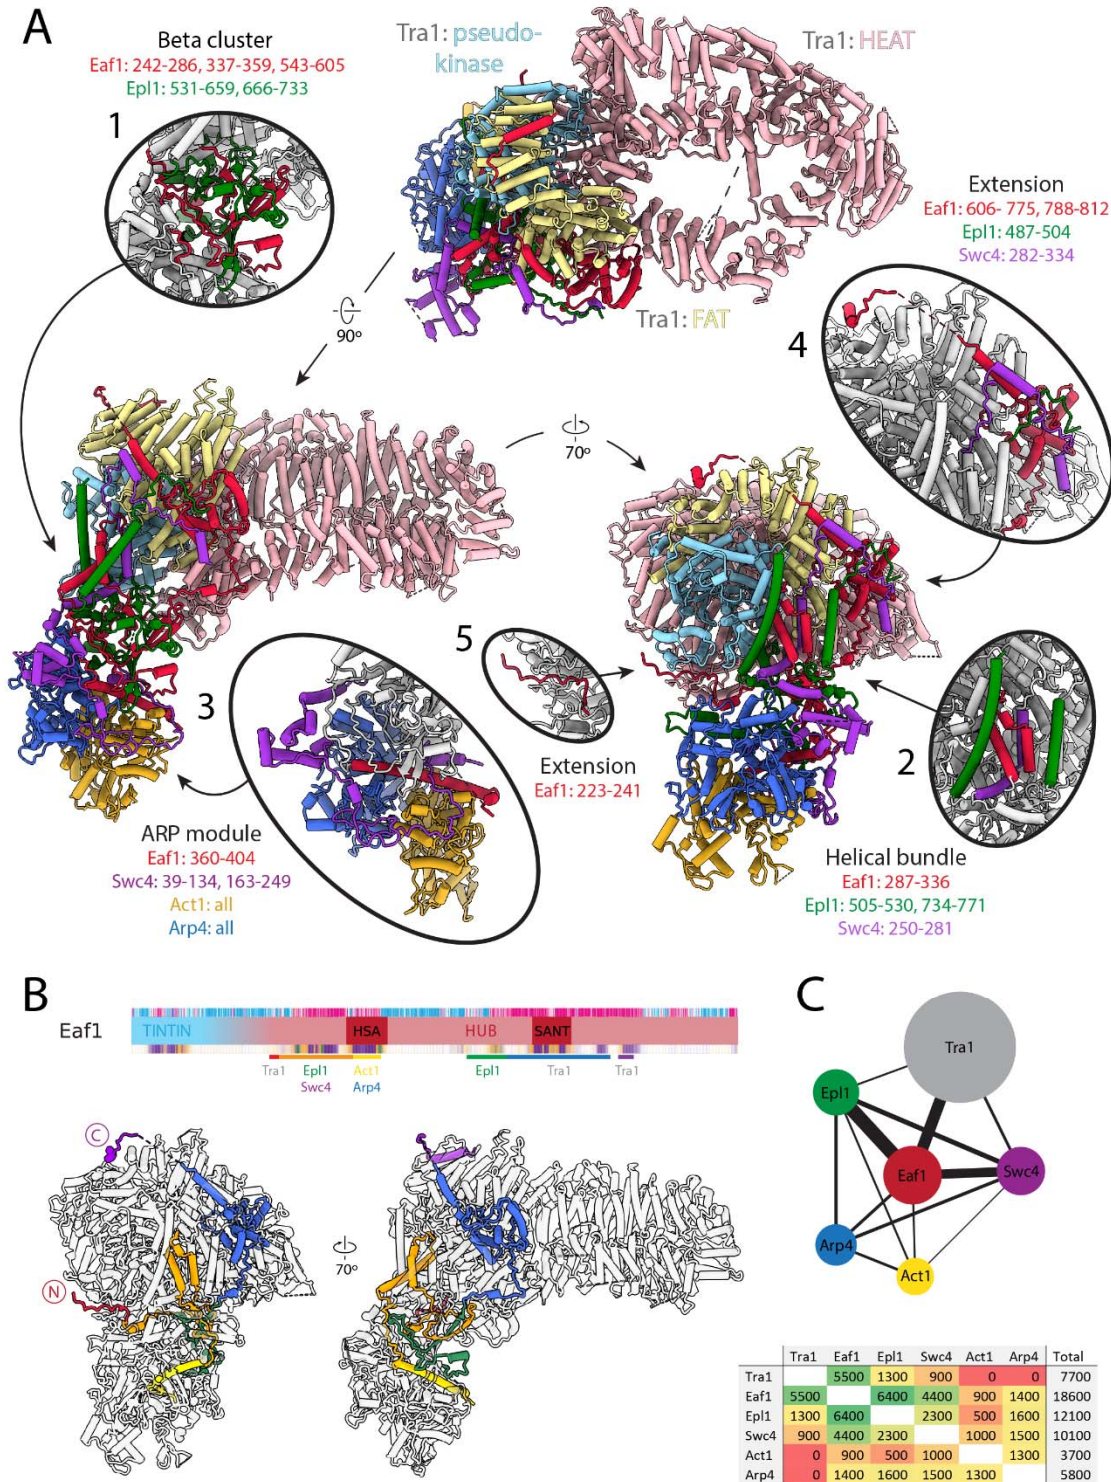 A
Beta cluster
Eaf1: 242-286, 337-359, 543-605
Epl1: 531-659, 666-733
1
Tra1: pseudo-
kinase
Tra1: HEAT
Extension
Eaf1: 606- 775, 788-812
Epl1: 487-504
Swc4: 282-334
Tra1: FAT
90º
4
70º
5
3
Extension
Eaf1: 223-241
2
ARP module
Eaf1: 360-404
Swc4: 39-134, 163-249
Act1: all
Arp4: all
Helical bundle
Eaf1: 287-336
Epl1: 505-530, 734-771
Swc4: 250-281
B
Eaf1
TINTIN HSA HUB SANT
Tra1 Epl1 Act1 Epl1 Tra1 Tra1
Swc4 Arp4
C
N
70º
C
Tra1
Epl1
Eaf1
Swc4
Arp4
Act1
Tra1 Eaf1 Epl1 Swc4 Act1 Arp4 Total
Tra1 5500 1300 900 0 0 7700
Eaf1 5500 6400 4400 900 1400 18600
Epl1 1300 6400 2300 500 1600 12100
Swc4 900 4400 2300 1000 1500 10100
Act1 0 900 500 1000 1300 3700
Arp4 0 1400 1600 1500 1300 5800